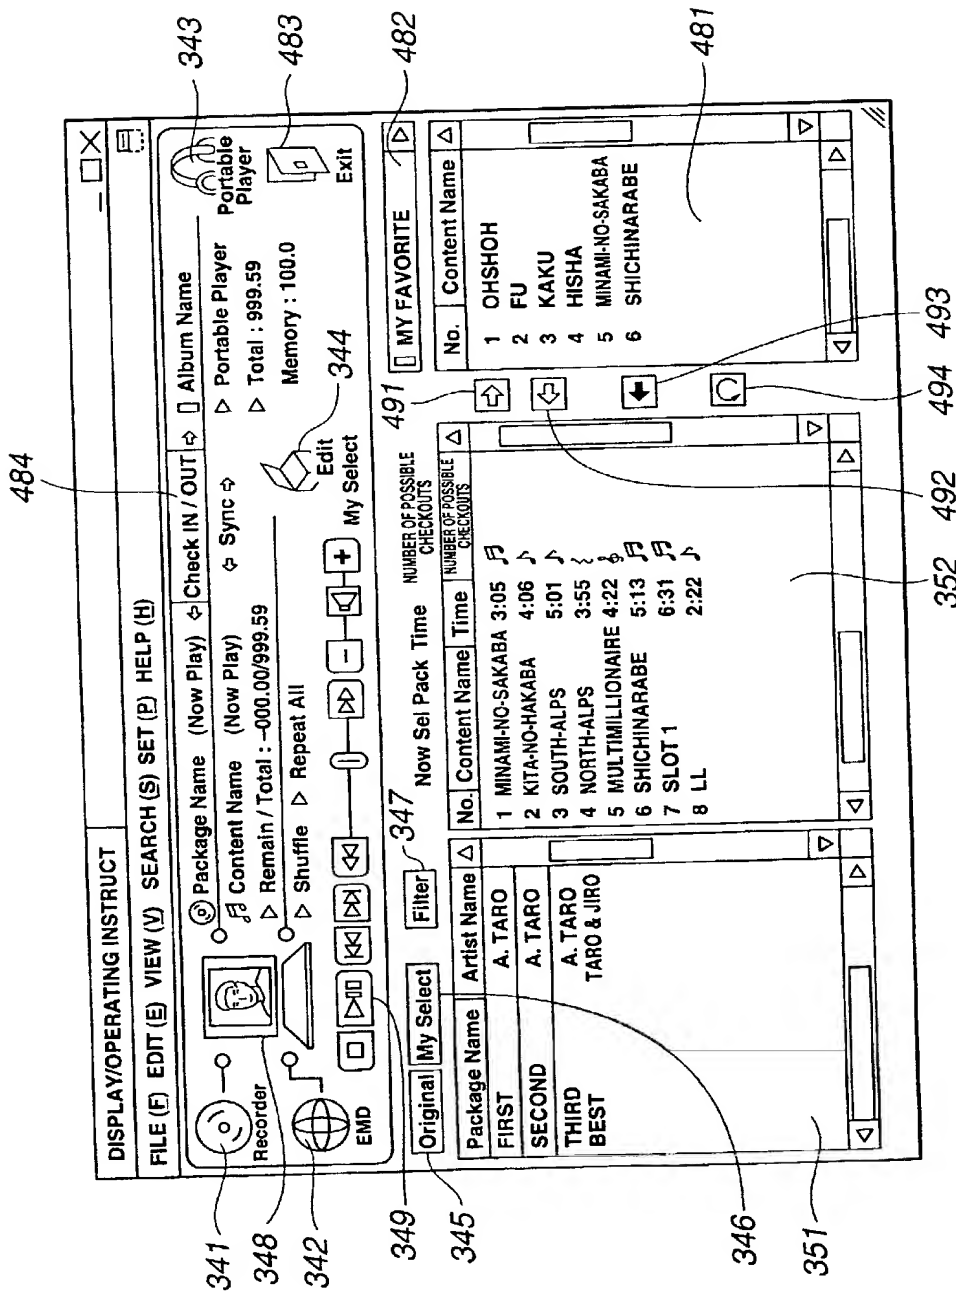 484
DISPLAY/OPERATING INSTRUCT
FILE (F) EDIT (E) VIEW (V) SEARCH (S) SET (P) HELP (H)
Package Name (Now Play) Check IN / OUT Album Name
Content Name (Now Play) Sync Portable Player
Remain / Total : -000.00/999.59 Total : 999.59
Shuffle Repeat All Memory : 100.0
Recorder
EMD
Portable Player
Edit
My Select
Exit
343
483
482
481
344
341
348
342
349
345
Original My Select Filter 347
Now Sel Pack Time NUMBER OF POSSIBLE CHECKOUTS
491
MY FAVORITE
Package Name Artist Name
FIRST A. TARO
SECOND A. TARO
THIRD A. TARO
BEST TARO & JIRO
No. Content Name Time NUMBER OF POSSIBLE CHECKOUTS
1 MINAMI-NO-SAKABA 3:05
2 KITA-NO-HAKABA 4:06
3 SOUTH-ALPS 5:01
4 NORTH-ALPS 3:55
5 MULTIMILLIONAIRE 4:22
6 SHICHINARABE 5:13
7 SLOT 1 6:31
8 LL 2:22
No. Content Name
1 OHSHOH
2 FU
3 KAKU
4 HISHA
5 MINAMI-NO-SAKABA
6 SHICHINARABE
351
346
352
492
494
493